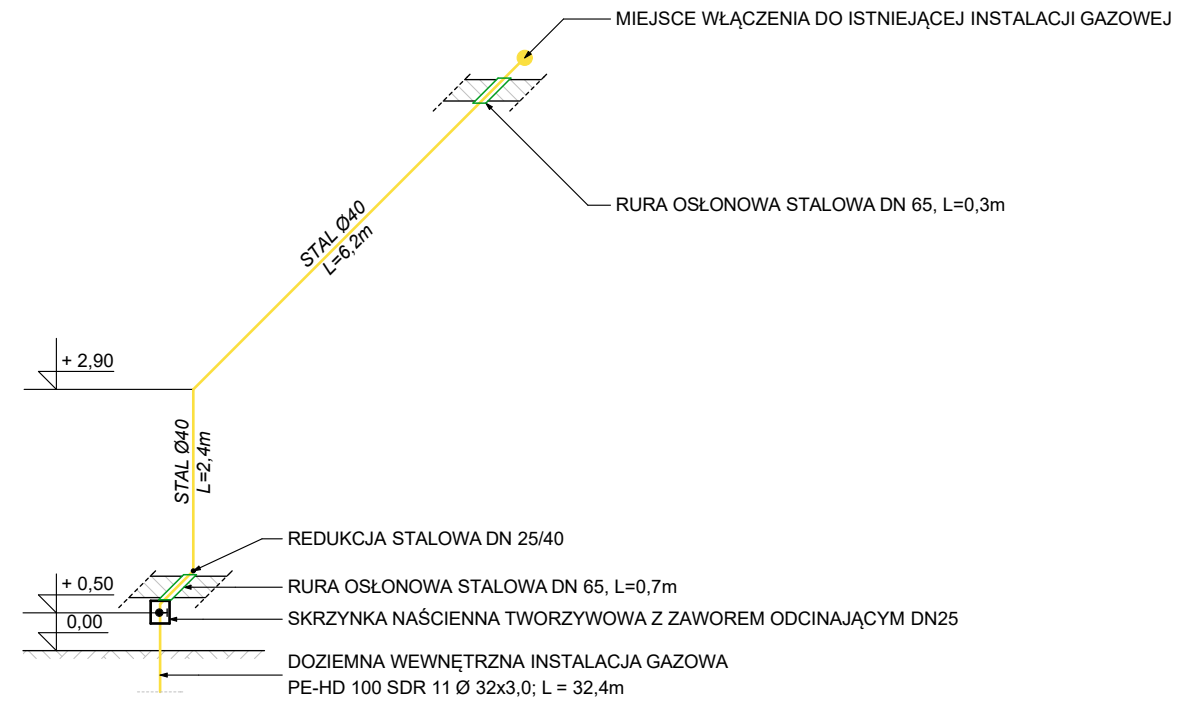 MIEJSCE WŁĄCZENIA DO ISTNIEJĄCEJ INSTALACJI GAZOWEJ
RURA OSŁONOWA STALOWA DN 65, L=0,3m
STAL Ø40
L=6,2m
+ 2,90
STAL Ø40
L=2,4m
REDUKCJA STALOWA DN 25/40
+ 0,50
RURA OSŁONOWA STALOWA DN 65, L=0,7m
0,00
SKRZYNKA NAŚCIENNA TWORZYWOWA Z ZAWOREM ODCINAJĄCYM DN25
DOZIEMNA WEWNĘTRZNA INSTALACJA GAZOWA
PE-HD 100 SDR 11 Ø 32x3,0; L = 32,4m